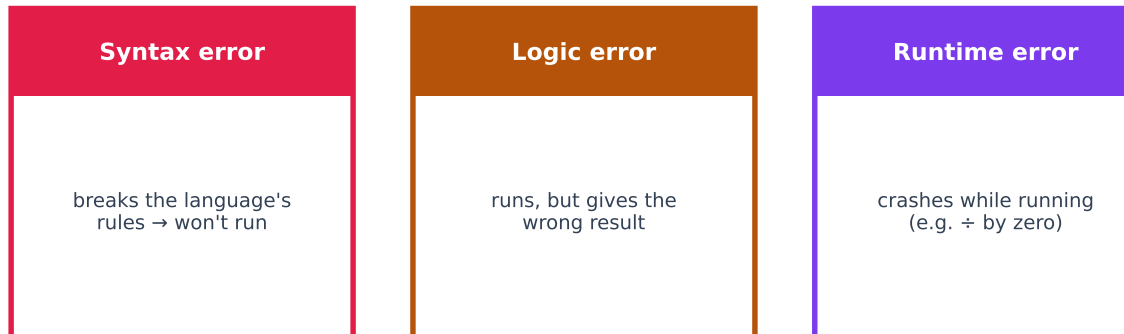 Syntax error
breaks the language's
rules → won't run
Logic error
runs, but gives the
wrong result
Runtime error
crashes while running
(e.g. ÷ by zero)